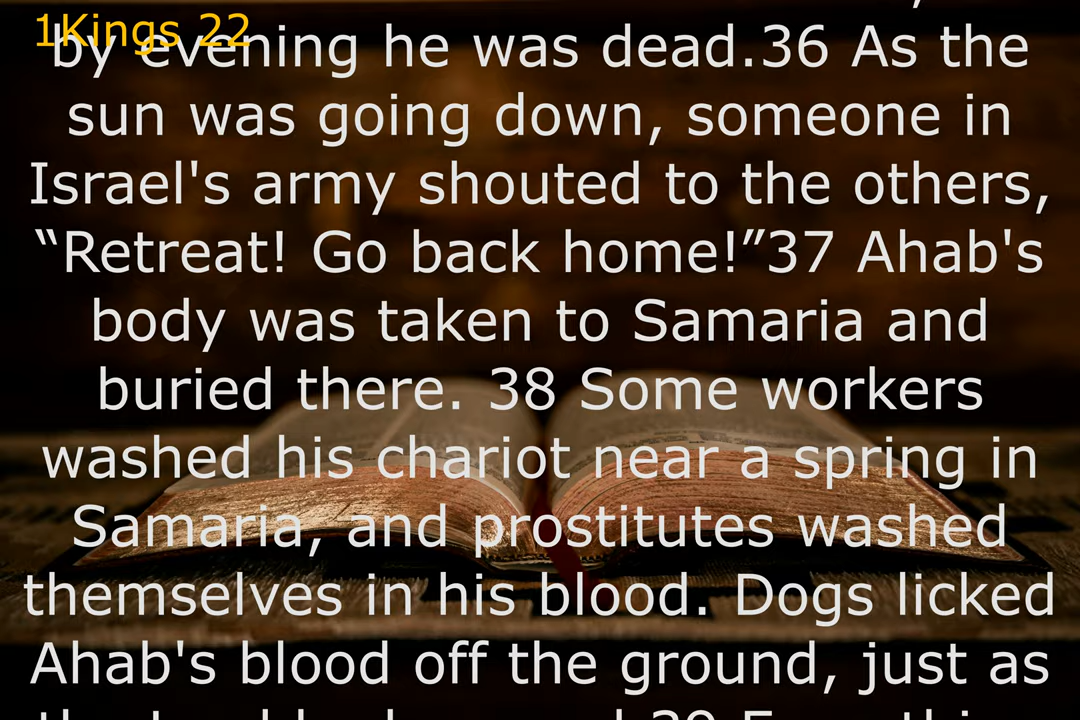 1Kings 22
by evening he was dead.36 As the
sun was going down, someone in
Israel's army shouted to the others,
“Retreat! Go back home!”37 Ahab's
body was taken to Samaria and
buried there. 38 Some workers
washed his chariot near a spring in
Samaria, and prostitutes washed
themselves in his blood. Dogs licked
Ahab's blood off the ground, just as